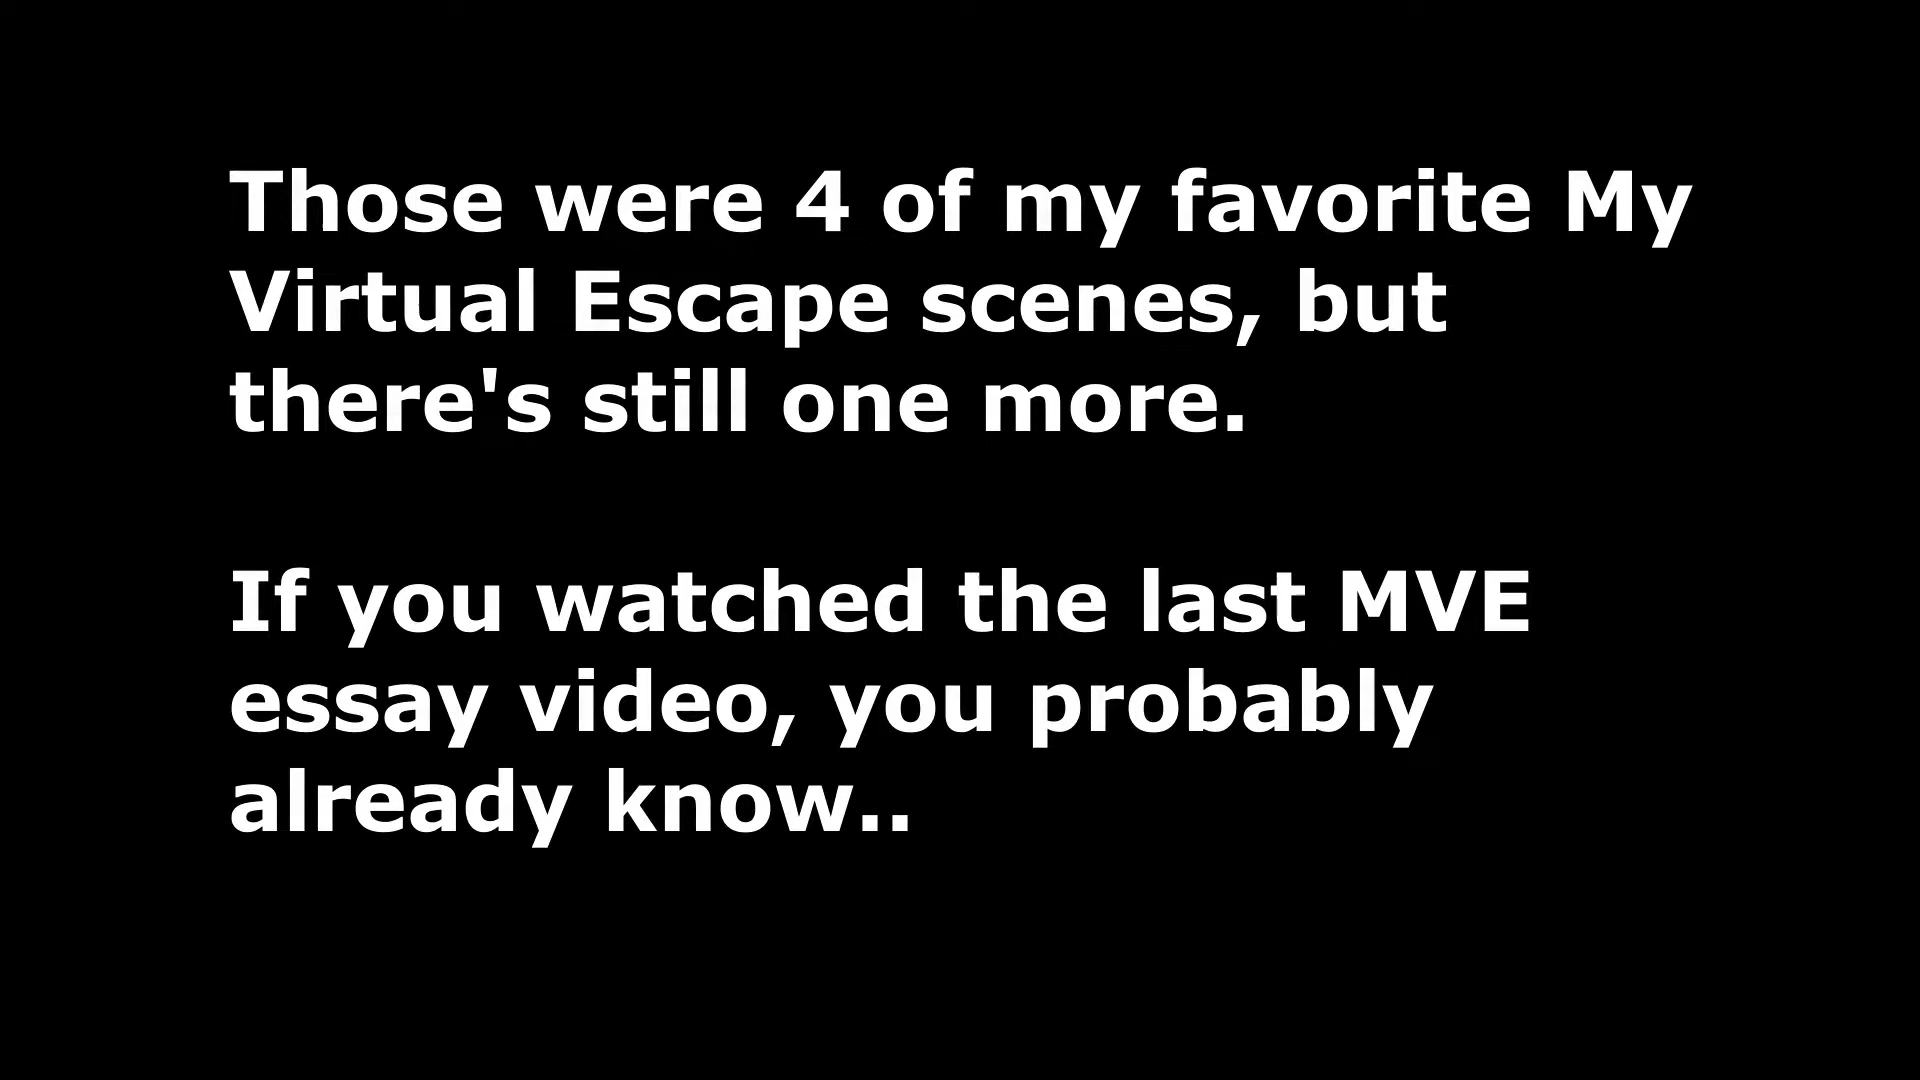 Those were 4 of my favorite My
Virtual Escape scenes, but
there's still one more.
If you watched the last MVE
essay video, you probably
already know..